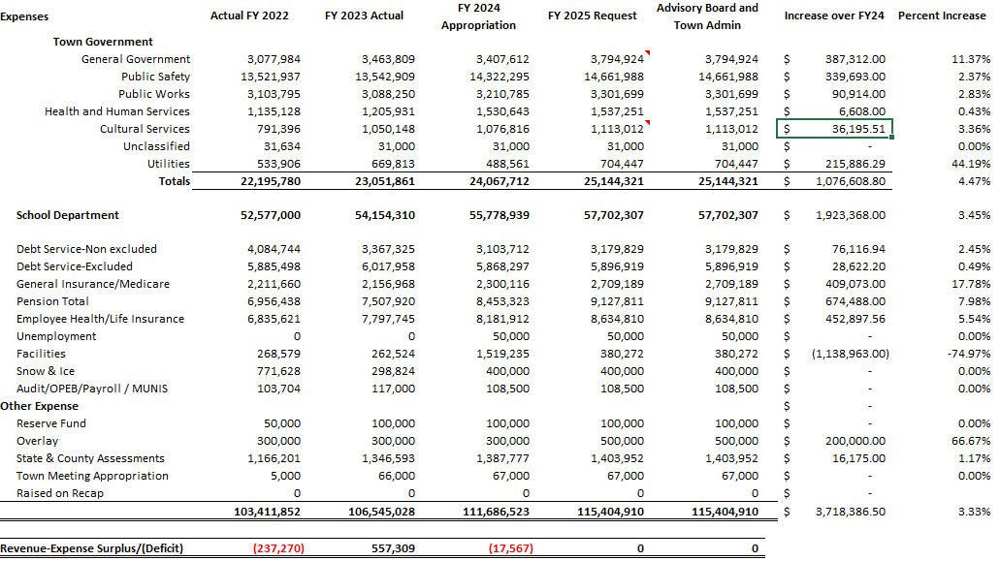 Expenses Actual FY 2022 FY 2023 Actual FY 2024 Appropriation FY 2025 Request Advisory Board and Town Admin Increase over FY24 Percent Increase
Town Government
General Government 3,077,984 3,463,809 3,407,612 3,794,924 3,794,924 $ 387,312.00 11.37%
Public Safety 13,521,937 13,542,909 14,322,295 14,661,988 14,661,988 $ 339,693.00 2.37%
Public Works 3,103,795 3,088,250 3,210,785 3,301,699 3,301,699 $ 90,914.00 2.83%
Health and Human Services 1,135,128 1,205,931 1,530,643 1,537,251 1,537,251 $ 6,608.00 0.43%
Cultural Services 791,396 1,050,148 1,076,816 1,113,012 1,113,012 $ 36,195.51 3.36%
Unclassified 31,634 31,000 31,000 31,000 31,000 $ - 0.00%
Utilities 533,906 669,813 488,561 704,447 704,447 $ 215,886.29 44.19%
Totals 22,195,780 23,051,861 24,067,712 25,144,321 25,144,321 $ 1,076,608.80 4.47%
School Department 52,577,000 54,154,310 55,778,939 57,702,307 57,702,307 $ 1,923,368.00 3.45%
Debt Service-Non excluded 4,084,744 3,367,325 3,103,712 3,179,829 3,179,829 $ 76,116.94 2.45%
Debt Service-Excluded 5,885,498 6,017,958 5,868,297 5,896,919 5,896,919 $ 28,622.20 0.49%
General Insurance/Medicare 2,211,660 2,156,968 2,300,116 2,709,189 2,709,189 $ 409,073.00 17.78%
Pension Total 6,956,438 7,507,920 8,453,323 9,127,811 9,127,811 $ 674,488.00 7.98%
Employee Health/Life Insurance 6,835,621 7,797,745 8,181,912 8,634,810 8,634,810 $ 452,897.56 5.54%
Unemployment 0 0 50,000 50,000 50,000 $ - 0.00%
Facilities 268,579 262,524 1,519,235 380,272 380,272 $ (1,138,963.00) -74.97%
Snow & Ice 771,628 298,824 400,000 400,000 400,000 $ - 0.00%
Audit/OPEB/Payroll / MUNIS 103,704 117,000 108,500 108,500 108,500 $ - 0.00%
Other Expense $ -
Reserve Fund 50,000 100,000 100,000 100,000 100,000 $ - 0.00%
Overlay 300,000 300,000 300,000 500,000 500,000 $ 200,000.00 66.67%
State & County Assessments 1,166,201 1,346,593 1,387,777 1,403,952 1,403,952 $ 16,175.00 1.17%
Town Meeting Appropriation 5,000 66,000 67,000 67,000 67,000 $ - 0.00%
Raised on Recap 0 0 0 0 0 $ -
103,411,852 106,545,028 111,686,523 115,404,910 115,404,910 $ 3,718,386.50 3.33%
Revenue-Expense Surplus/(Deficit) (237,270) 557,309 (17,567) 0 0